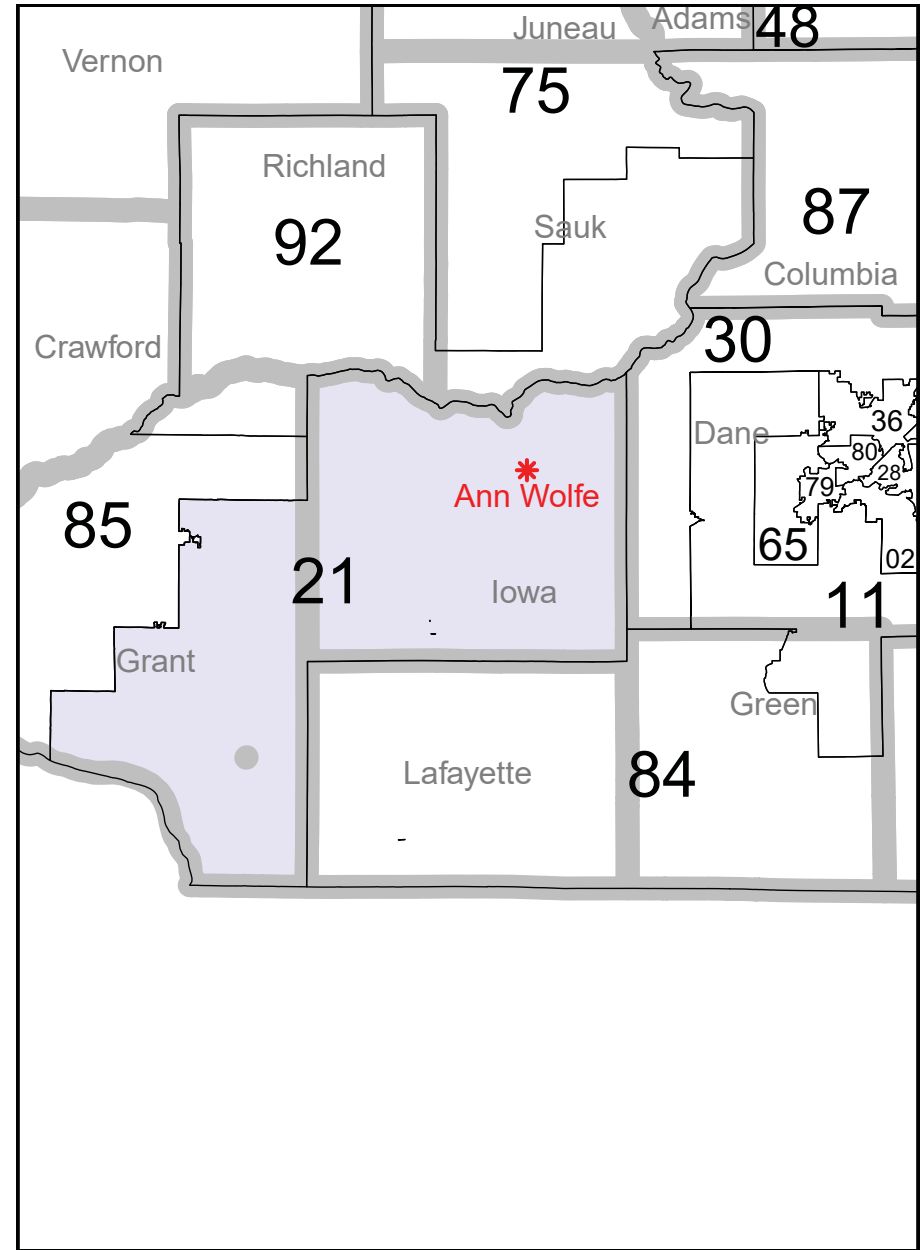 Juneau
Adams
48
Vernon
75
Richland
87
Sauk
92
Columbia
Crawford
30
36
Dane
80
28
Ann Wolfe
79
85
65
02
21
Iowa
11
Grant
Green
Lafayette
84